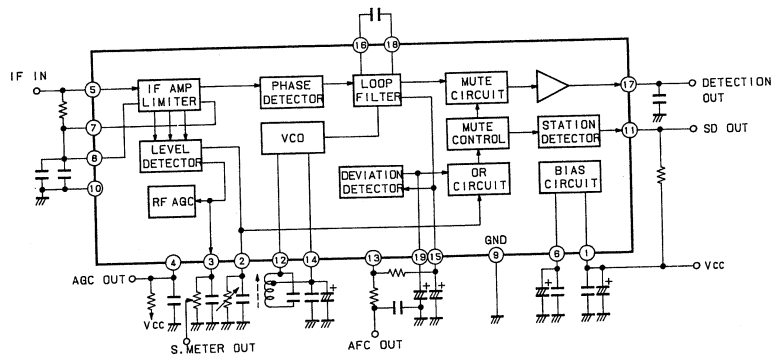 16
18
IF IN
5
IF AMP
LIMITER
PHASE
DETECTOR
LOOP
FILTER
MUTE
CIRCUIT
17
DETECTION
OUT
7
VCO
MUTE
CONTROL
STATION
DETECTOR
11
SD OUT
8
LEVEL
DETECTOR
10
DEVIATION
DETECTOR
OR
CIRCUIT
BIAS
CIRCUIT
RF AGC
GND
4
3
2
12
14
13
19
15
9
6
1
AGC OUT
VCC
+
+
+
+
+
VCC
S.METER OUT
AFC OUT